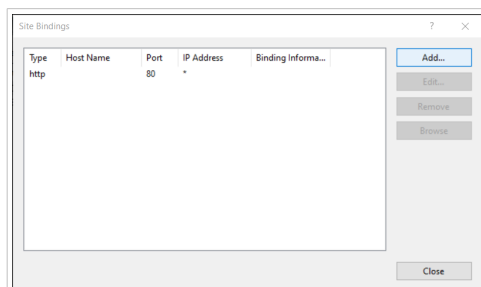 Site Bindings
?
Type Host Name Port IP Address Binding Informa...
http 80 *
Add...
Edit...
Remove
Browse
Close